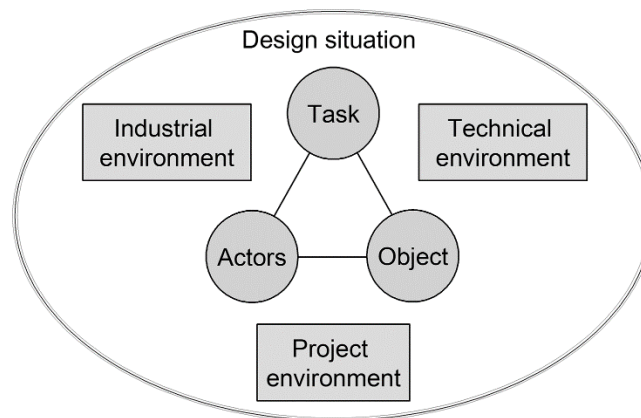 Design situation
Task
Industrial
environment
Technical
environment
Actors
Object
Project
environment